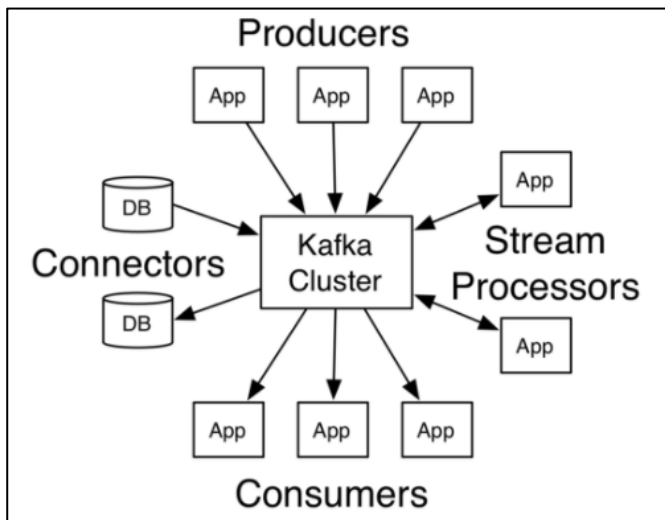 Producers
App
App
App
App
DB
Kafka
Cluster
Stream
Processors
Connectors
DB
App
App
App
App
Consumers